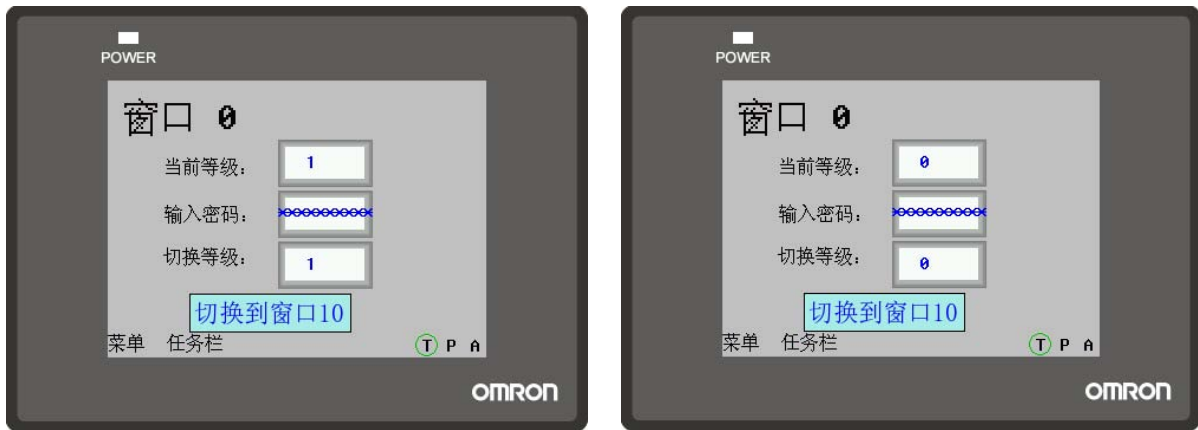 POWER
窗口 0
当前等级: 1
输入密码: xxxxxxxxxx
切换等级: 1
切换到窗口10
菜单 任务栏 T P A
OMRON
POWER
窗口 0
当前等级: 0
输入密码: xxxxxxxxxx
切换等级: 0
切换到窗口10
菜单 任务栏 T P A
OMRON